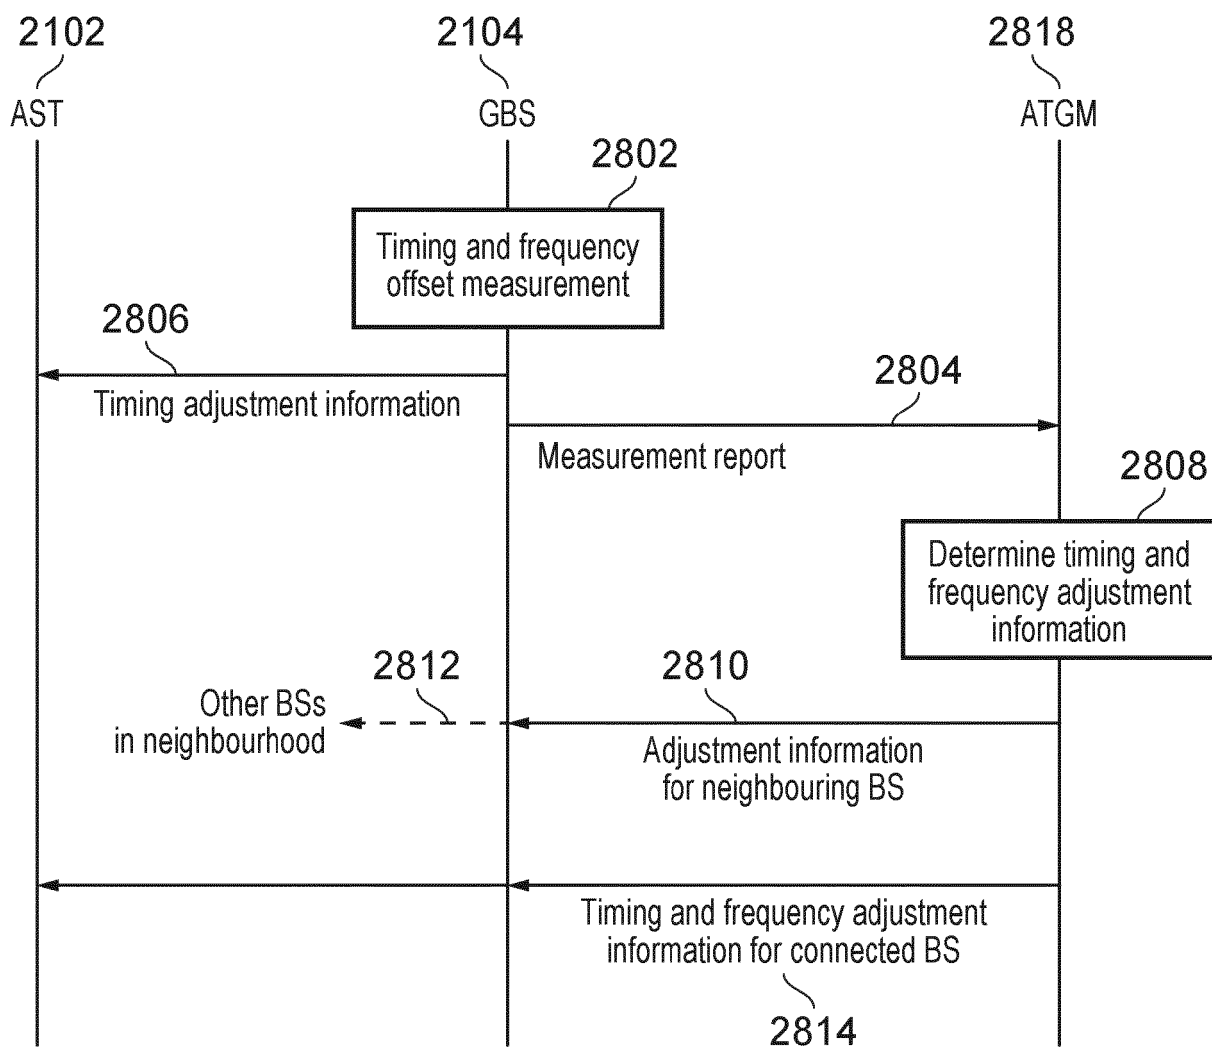 2102
2104
2818
AST
GBS
ATGM
2802
Timing and frequency
offset measurement
2806
Timing adjustment information
2804
Measurement report
2808
Determine timing and
frequency adjustment
information
2812
Other BSs
in neighbourhood
2810
Adjustment information
for neighbouring BS
Timing and frequency adjustment
information for connected BS
2814